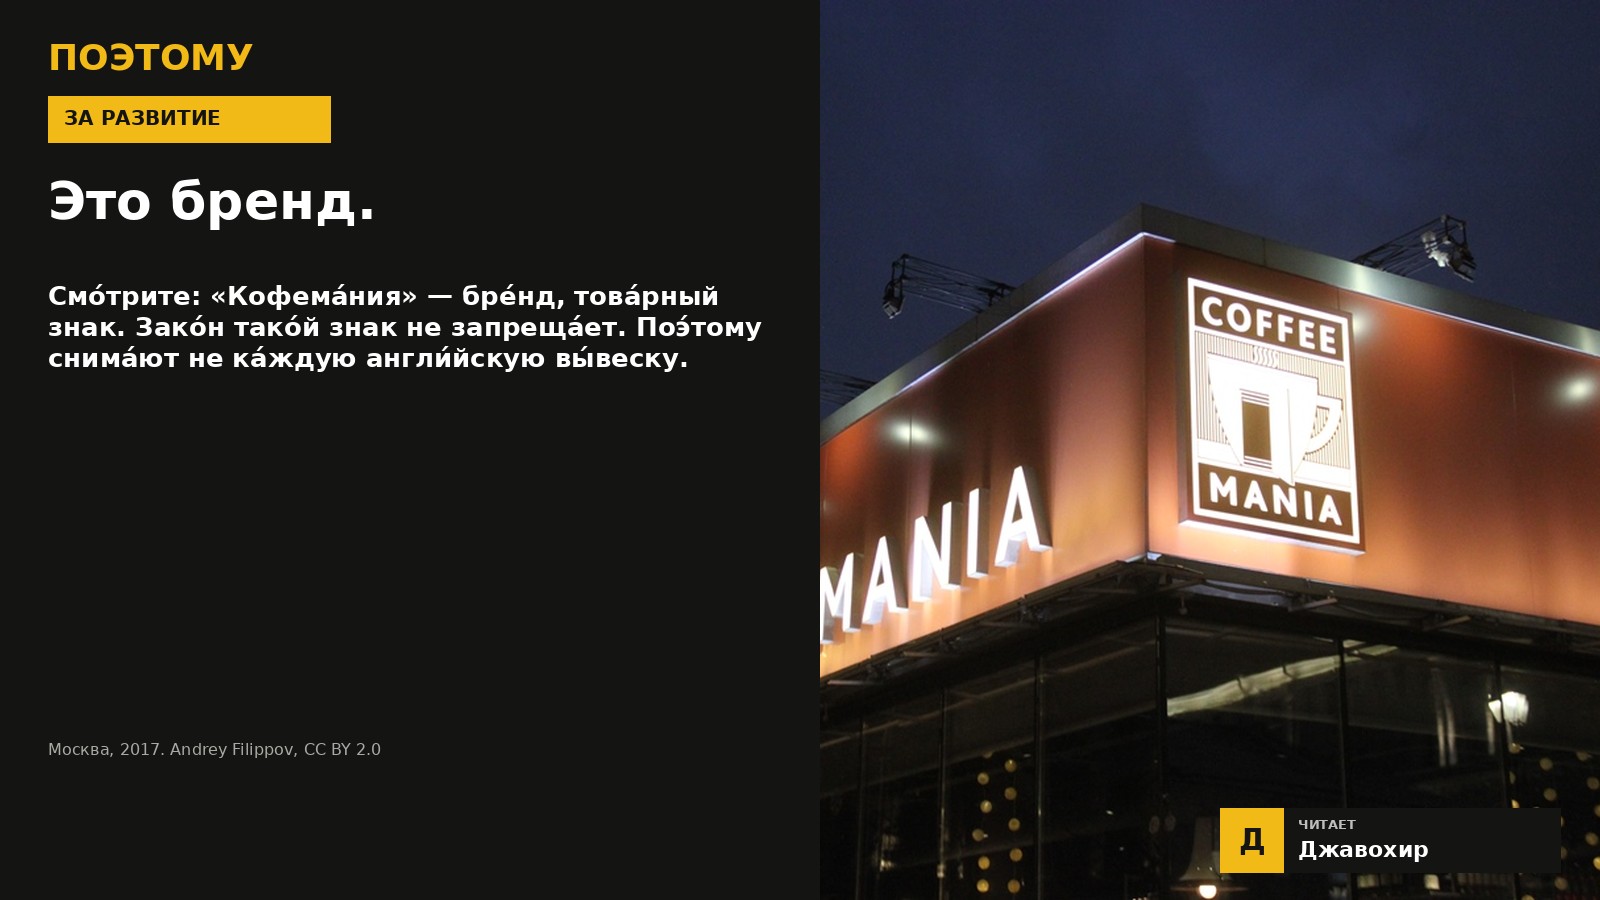 ПОЭТОМУ
ЗА РАЗВИТИЕ
Это бренд.
Смо́трите: «Кофема́ния» — бре́нд, това́рный
знак. Зако́н тако́й знак не запреща́ет. Поэ́тому
снима́ют не ка́ждую англи́йскую вы́веску.
Москва, 2017. Andrey Filippov, CC BY 2.0
COFFEE
MANIA
MANIA
ЧИТАЕТ
Д
Джавохир